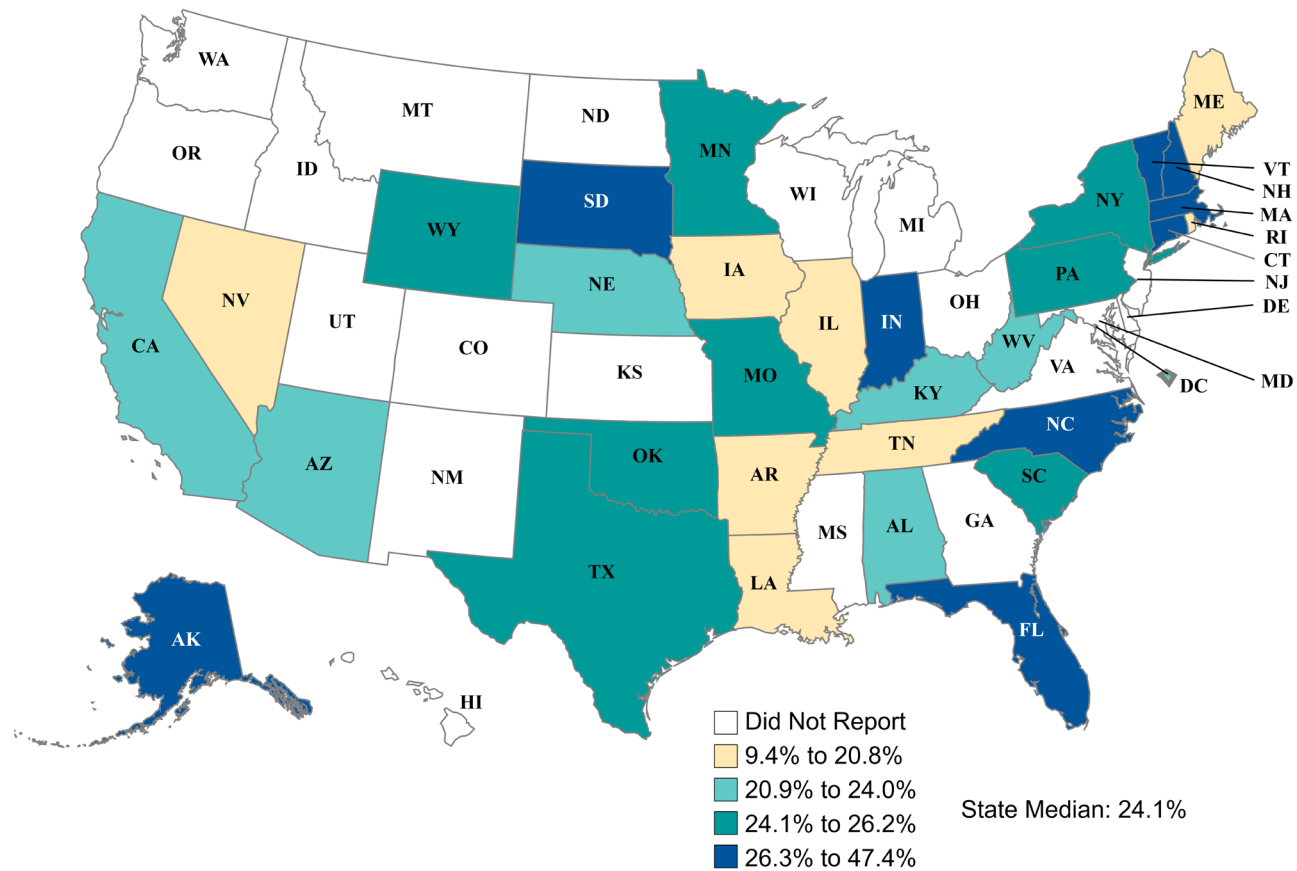 WA
MT
ND
MN
ME
OR
ID
SD
WI
MI
NY
VT
NH
MA
RI
CT
NJ
DE
MD
DC
WY
NE
IA
PA
NV
UT
CO
KS
MO
IL
IN
OH
WV
VA
KY
CA
AZ
NM
OK
AR
TN
NC
SC
TX
LA
MS
AL
GA
FL
AK
HI
Did Not Report
9.4% to 20.8%
20.9% to 24.0%
24.1% to 26.2%
26.3% to 47.4%
State Median: 24.1%